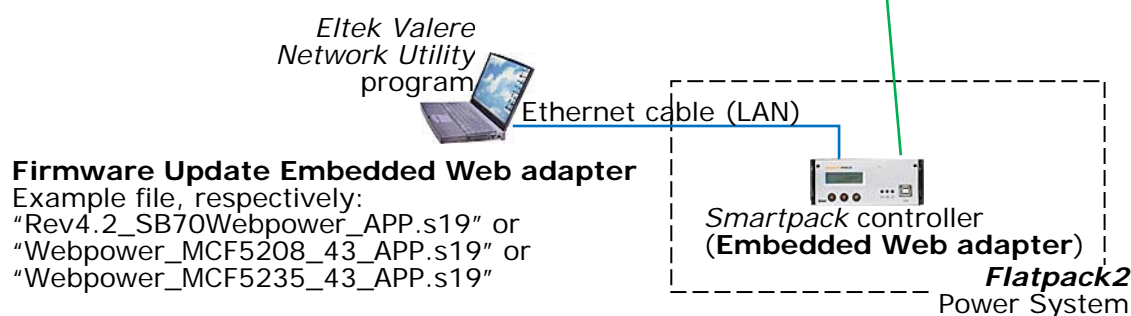 Eltek Valere
Network Utility
program
Ethernet cable (LAN)
Firmware Update Embedded Web adapter
Example file, respectively:
“Rev4.2_SB70Webpower_APP.s19” or
“Webpower_MCF5208_43_APP.s19” or
“Webpower_MCF5235_43_APP.s19”
Smartpack controller
(Embedded Web adapter)
Flatpack2
Power System